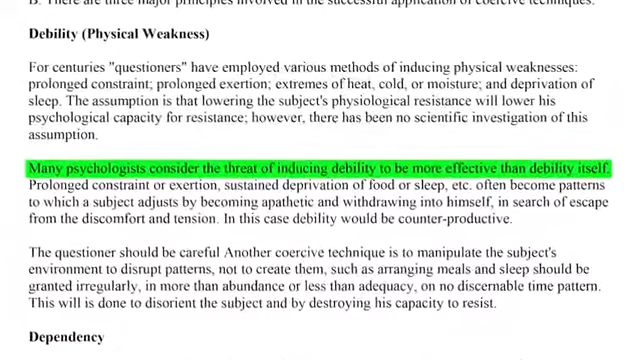 B. There are three major principles involved in the successful application of coercive techniques.
Debility (Physical Weakness)
For centuries "questioners" have employed various methods of inducing physical weaknesses:
prolonged constraint; prolonged exertion; extremes of heat, cold, or moisture; and deprivation of
sleep. The assumption is that lowering the subject's physiological resistance will lower his
psychological capacity for resistance; however, there has been no scientific investigation of this
assumption.
Many psychologists consider the threat of inducing debility to be more effective than debility itself.
Prolonged constraint or exertion, sustained deprivation of food or sleep, etc. often become patterns
to which a subject adjusts by becoming apathetic and withdrawing into himself, in search of escape
from the discomfort and tension. In this case debility would be counter-productive.
The questioner should be careful Another coercive technique is to manipulate the subject's
environment to disrupt patterns, not to create them, such as arranging meals and sleep should be
granted irregularly, in more than abundance or less than adequacy, on no discernable time pattern.
This will is done to disorient the subject and by destroying his capacity to resist.
Dependency